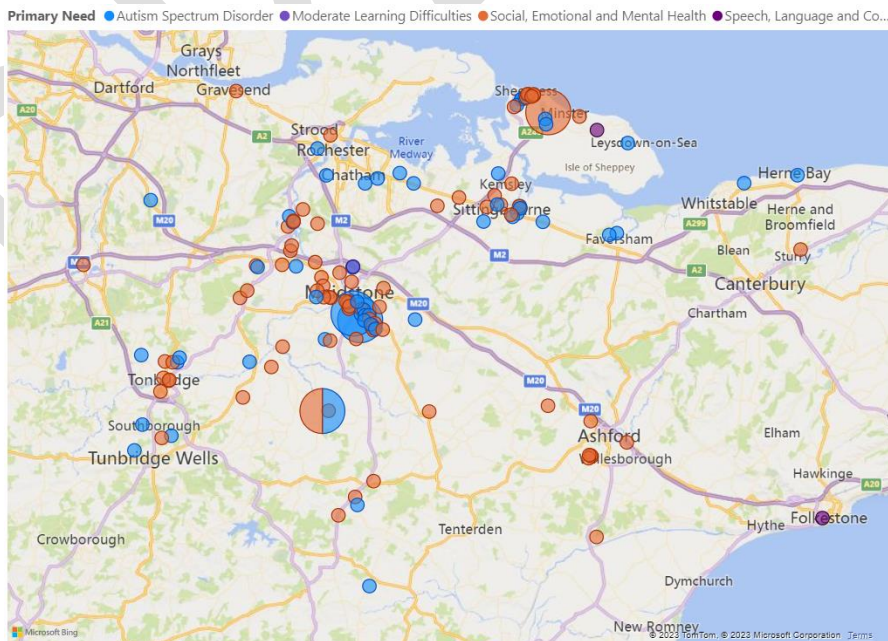 Primary Need Autism Spectrum Disorder Moderate Learning Difficulties Social, Emotional and Mental Health Speech, Language and Co...
Grays
Northfleet
Dartford
Gravesend
A20
A2
Strood
Rochester
River
Medway
Chatham
Minster
Leysdown-on-Sea
Isle of Sheppey
Kemsley
Herne Bay
Whitstable
M20
M2
A299
Herne and
Broomfield
Faversham
Blean
Sturry
M2
A2
Canterbury
M20
Chartham
A21
M20
Tonbridge
M20
Southborough
Ashford
Elham
Tunbridge Wells
Hawkinge
A20
Folkestone
Hythe
Tenterden
Crowborough
Dymchurch
New Romney
Microsoft Bing
© 2023 TomTom, © 2023 Microsoft Corporation Terms